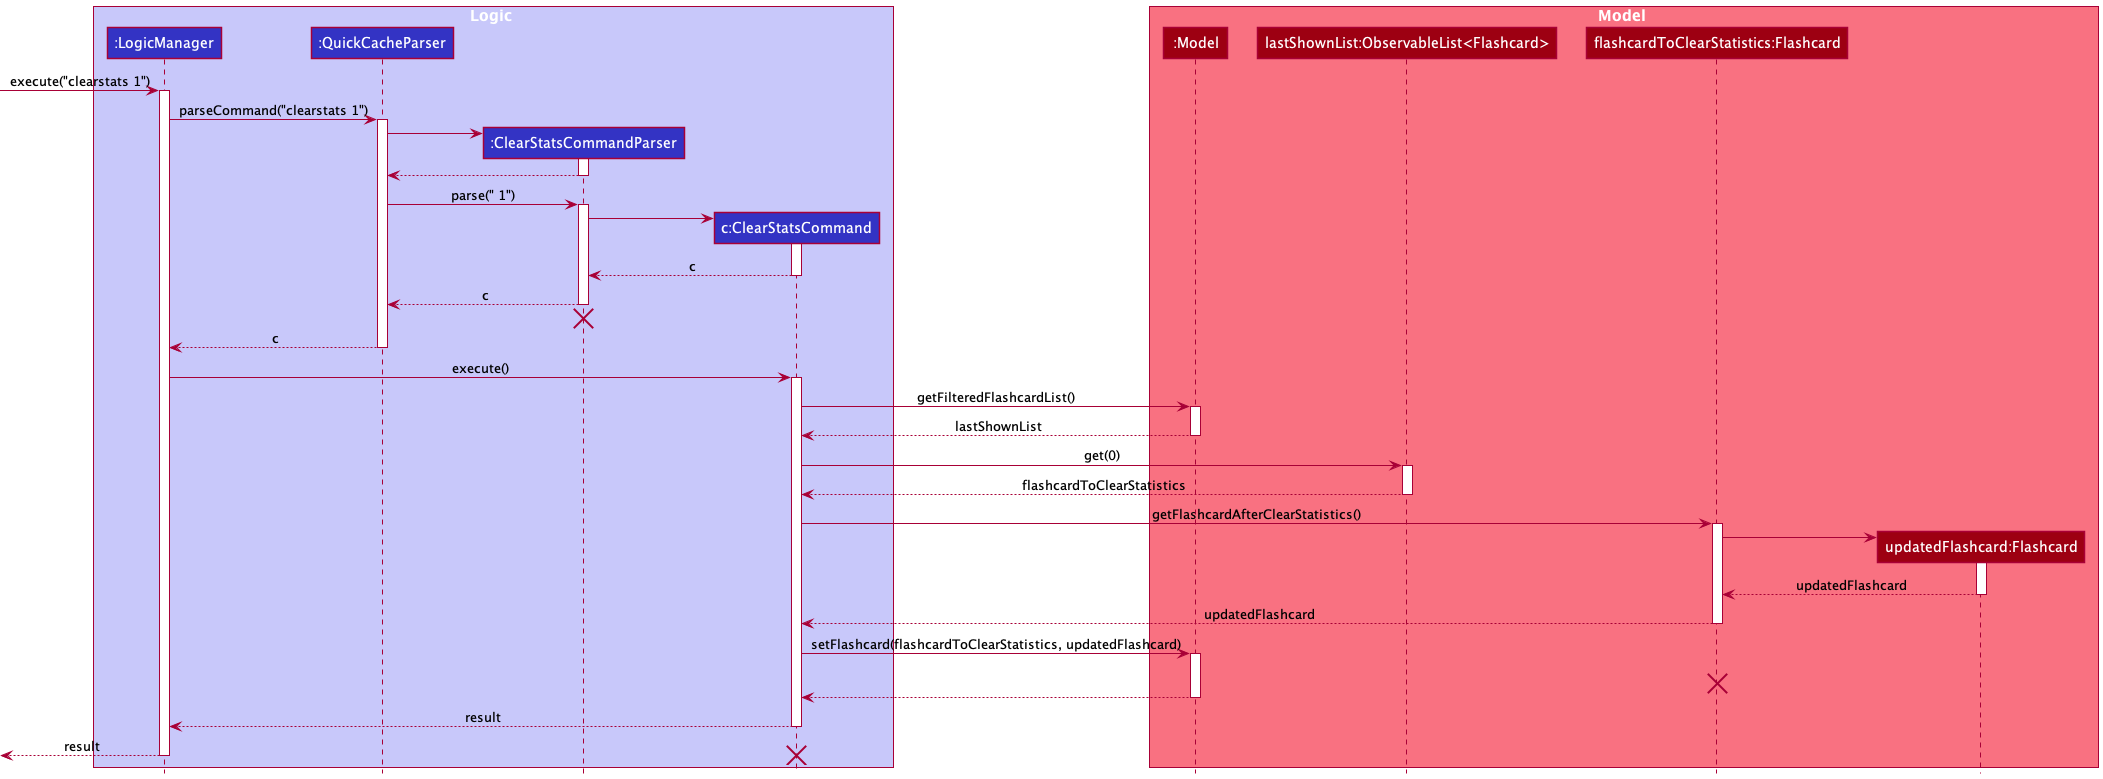 Logic
Model
:LogicManager
:QuickCacheParser
:Model
lastShownList:ObservableList<Flashcard>
flashcardToClearStatistics:Flashcard
execute("clearstats 1")
parseCommand("clearstats 1")
:ClearStatsCommandParser
parse(" 1")
c:ClearStatsCommand
c
c
c
execute()
getFilteredFlashcardList()
lastShownList
get(0)
flashcardToClearStatistics
getFlashcardAfterClearStatistics()
updatedFlashcard:Flashcard
updatedFlashcard
updatedFlashcard
setFlashcard(flashcardToClearStatistics, updatedFlashcard)
result
result